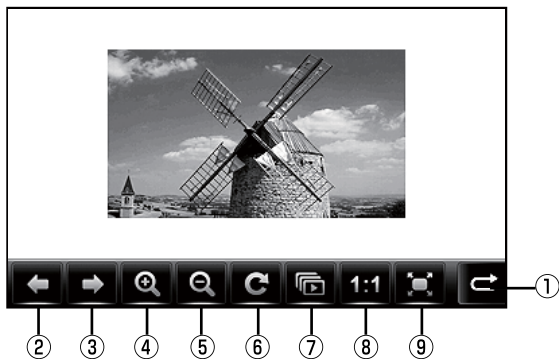 1:1
①
② ③ ④ ⑤ ⑥ ⑦ ⑧ ⑨